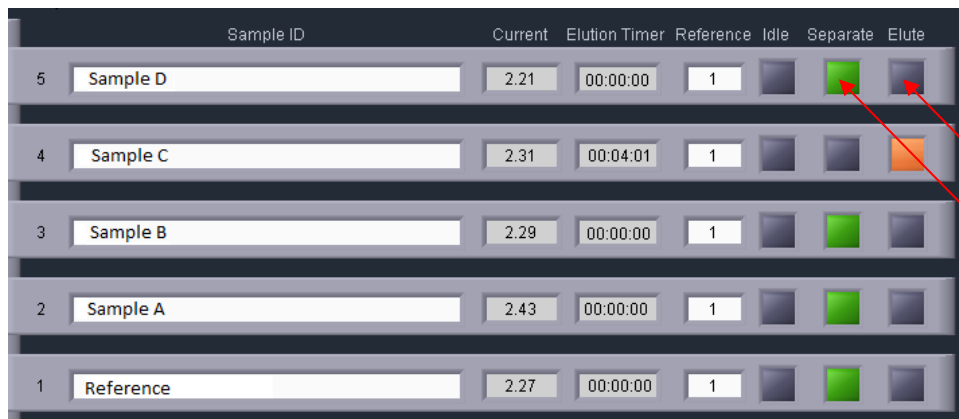 Sample ID Current Elution Timer Reference Idle Separate Elute
5 Sample D 2.21 00:00:00 1
4 Sample C 2.31 00:04:01 1
3 Sample B 2.29 00:00:00 1
2 Sample A 2.43 00:00:00 1
1 Reference 2.27 00:00:00 1